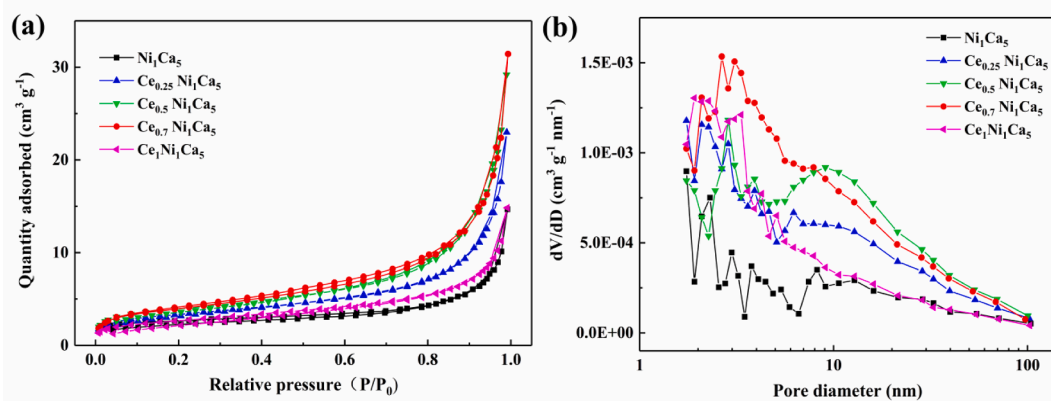 (a)
Ni₁Ca₅
Ce₀.₂₅ Ni₁Ca₅
Ce₀.₅ Ni₁Ca₅
Ce₀.₇ Ni₁Ca₅
Ce₁Ni₁Ca₅
Quantity adsorbed (cm³ g⁻¹)
30
20
10
0
0.0
0.2
0.4
0.6
0.8
1.0
Relative pressure（P/P₀）
(b)
Ni₁Ca₅
Ce₀.₂₅ Ni₁Ca₅
Ce₀.₅ Ni₁Ca₅
Ce₀.₇ Ni₁Ca₅
Ce₁Ni₁Ca₅
dV/dD (cm³ g⁻¹ nm⁻¹)
1.5E-03
1.0E-03
5.0E-04
0.0E+00
1
10
100
Pore diameter (nm)